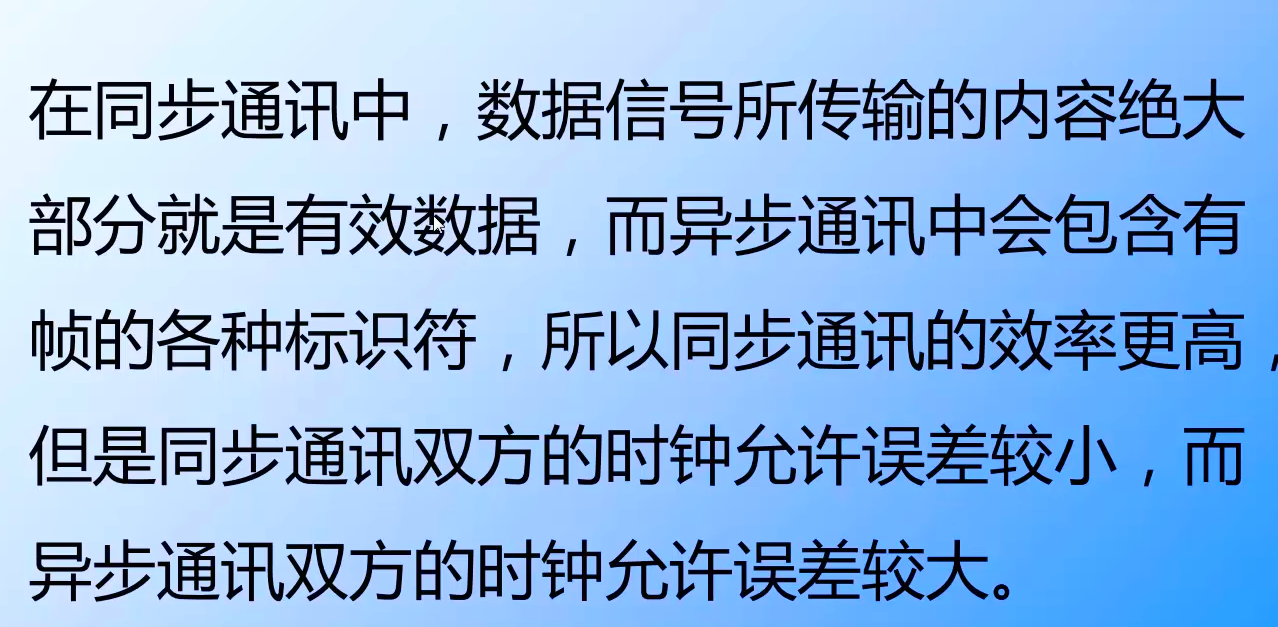 在同步通讯中，数据信号所传输的内容绝大
部分就是有效数据，而异步通讯中会包含有
帧的各种标识符，所以同步通讯的效率更高，
但是同步通讯双方的时钟允许误差较小，而
异步通讯双方的时钟允许误差较大。